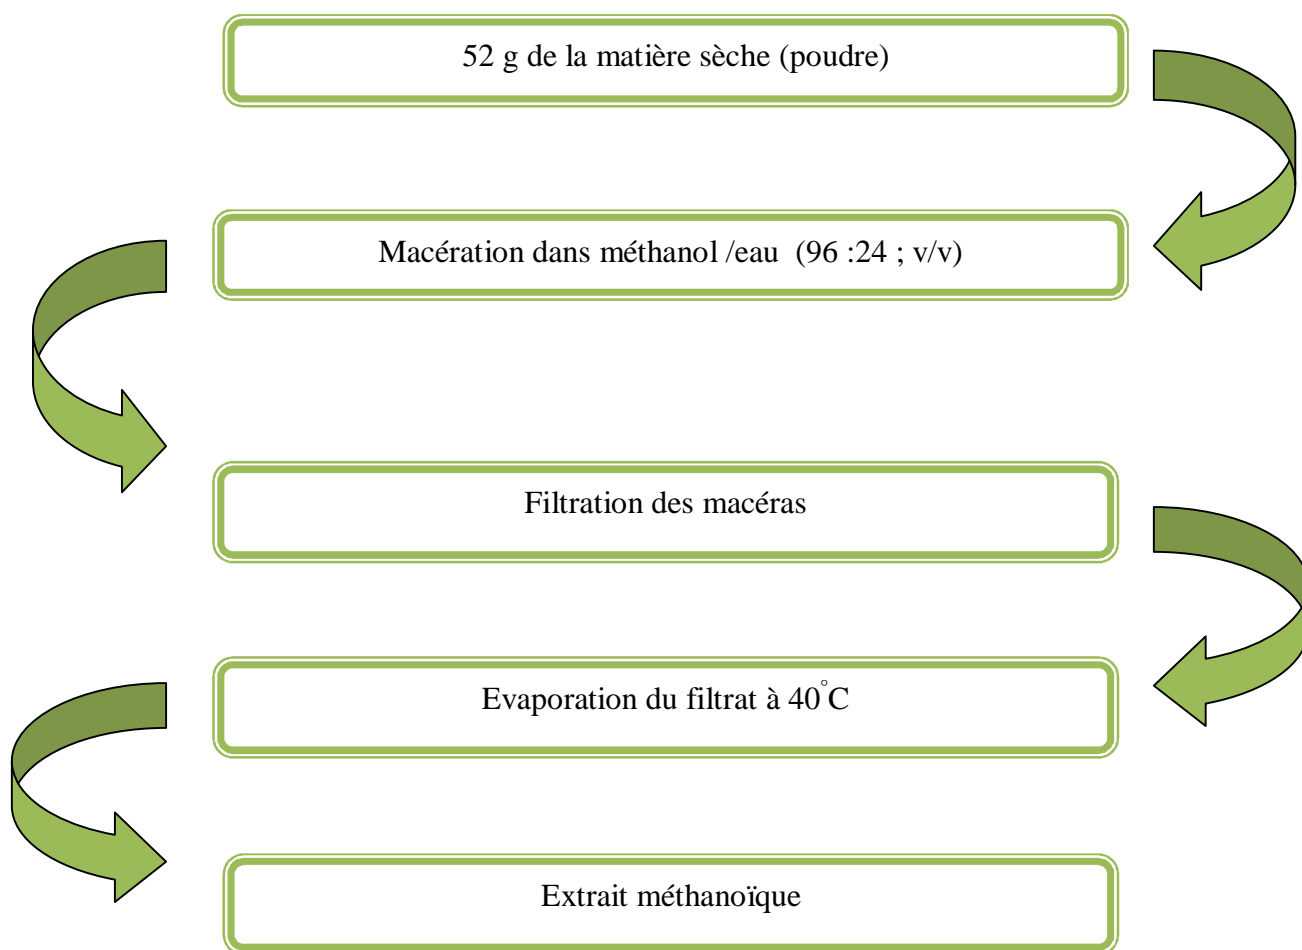 52 g de la matière sèche (poudre)
Macération dans méthanol /eau  (96 :24 ; v/v)
Filtration des macéras
Evaporation du filtrat à 40°C
Extrait méthanoïque